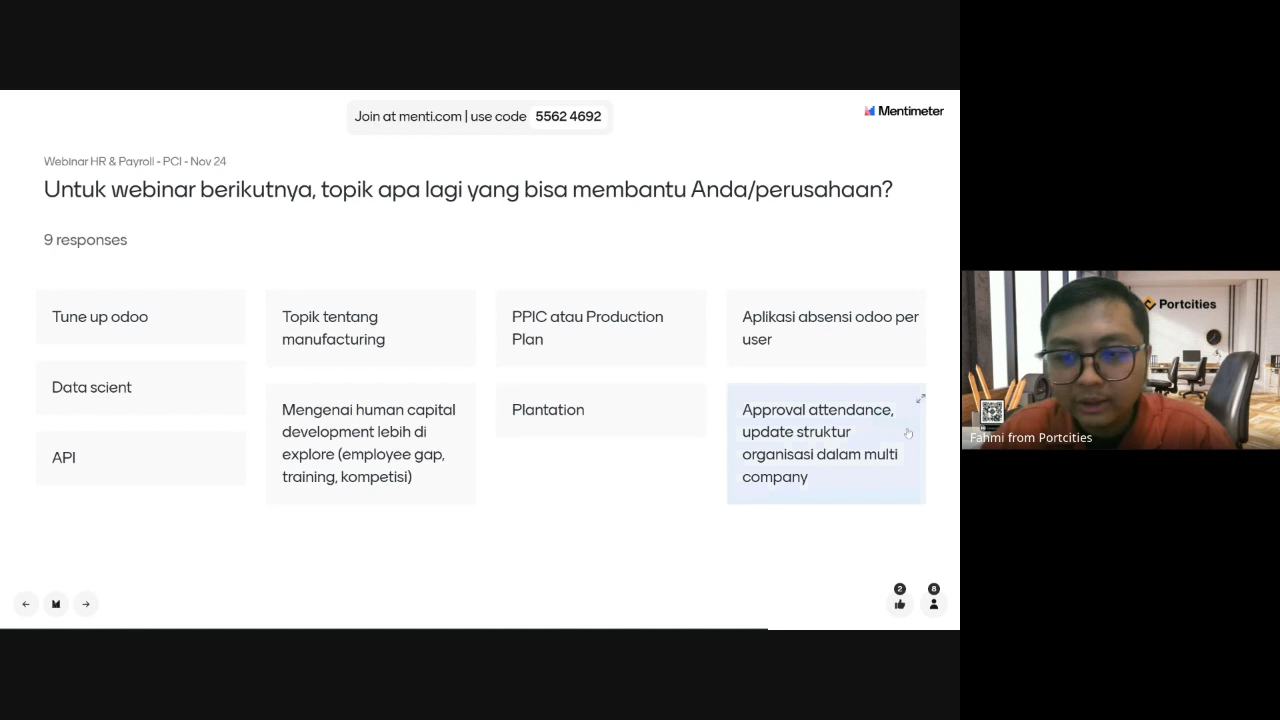 Join at menti.com | use code 5562 4692
Mentimeter
Webinar HR & Payroll - PCI - Nov 24
Untuk webinar berikutnya, topik apa lagi yang bisa membantu Anda/perusahaan?
9 responses
Tune up odoo
Data scient
API
Topik tentang
manufacturing
Mengenai human capital
development lebih di
explore (employee gap,
training, kompetisi)
PPIC atau Production
Plan
Plantation
Aplikasi absensi odoo per
user
Approval attendance,
update struktur
organisasi dalam multi
company
2
8
Portcities
Fahmi from Portcities